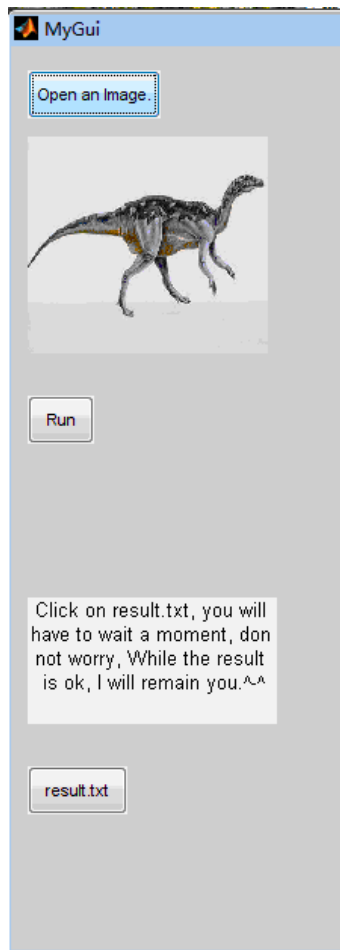 MyGui
Open an Image.
Run
Click on result.txt, you will
have to wait a moment, don
not worry, While the result
is ok, I will remain you.^-^
result.txt